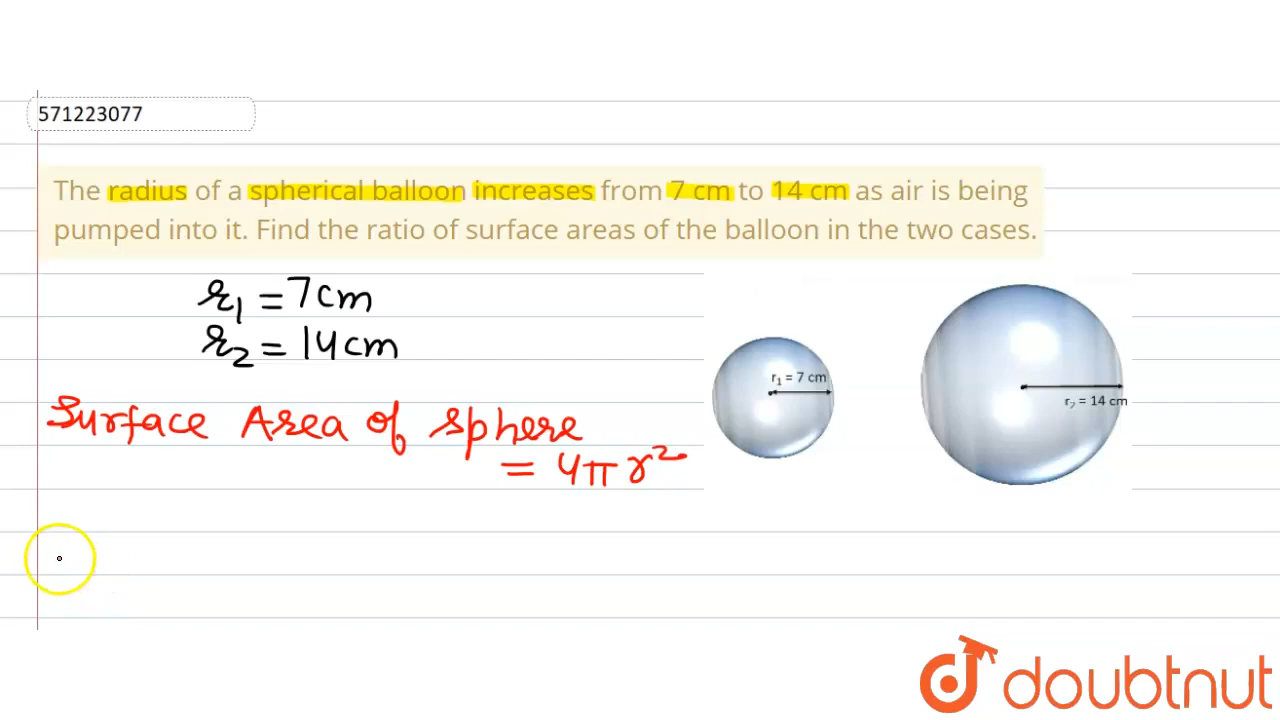 571223077
The radius of a spherical balloon increases from 7 cm to 14 cm as air is being
pumped into it. Find the ratio of surface areas of the balloon in the two cases.
r₁ = 7cm
r₂ = 14cm
r₁ = 7 cm
r₂ = 14 cm
Surface Area of sphere
= 4πr²
doubtnut